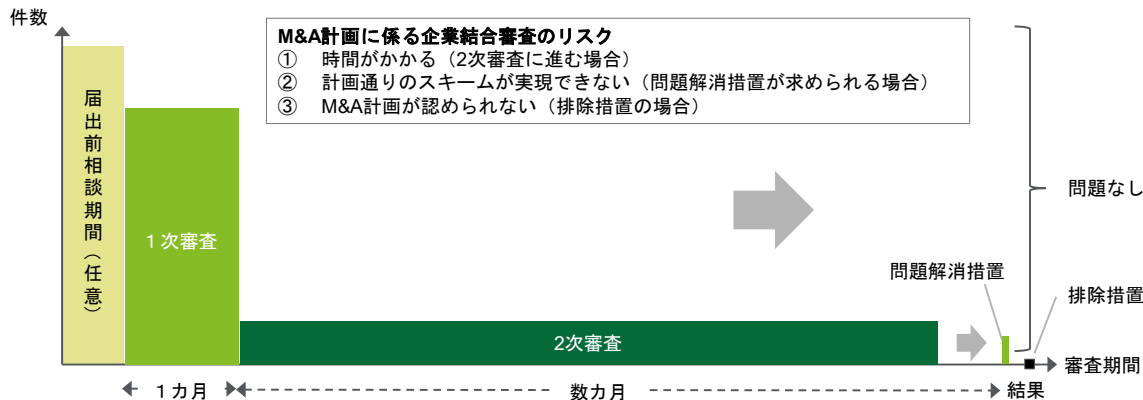 件数
M&A計画に係る企業結合審査のリスク
① 時間がかかる（2次審査に進む場合）
② 計画通りのスキームが実現できない（問題解消措置が求められる場合）
③ M&A計画が認められない（排除措置の場合）
届出前相談期間（任意）
１次審査
2次審査
問題なし
問題解消措置
排除措置
審査期間
１カ月
数カ月
結果